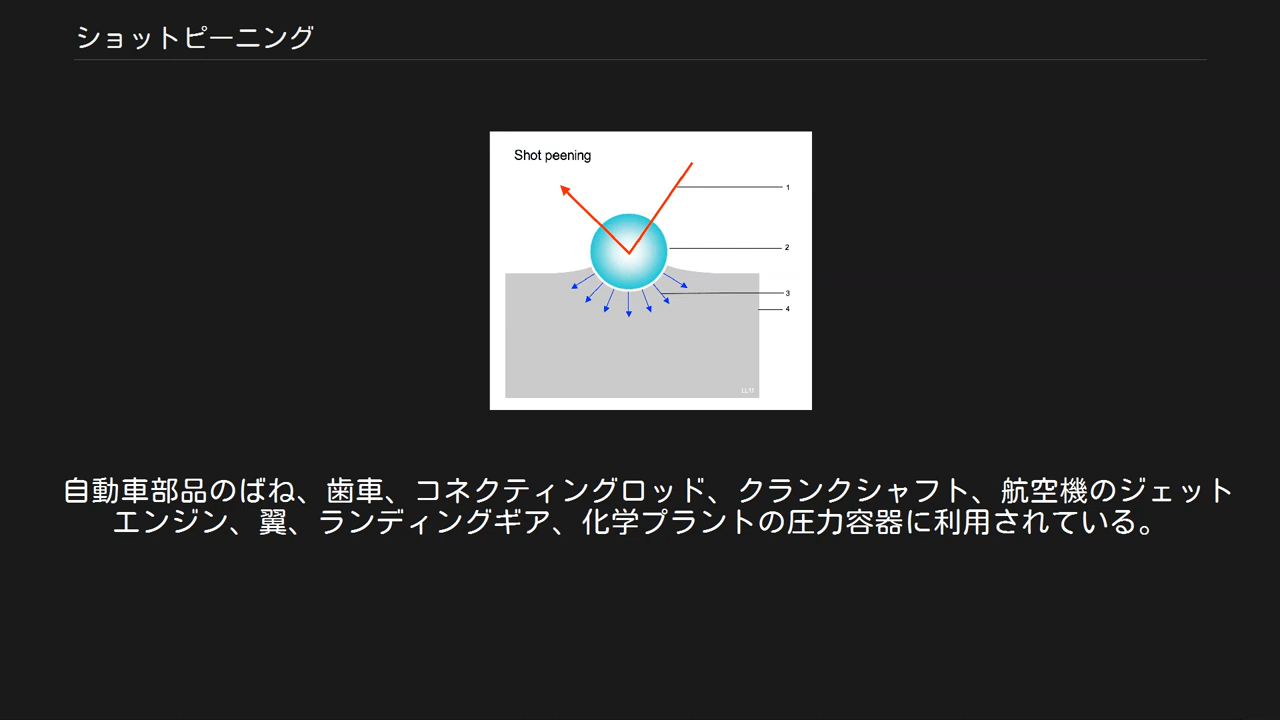 ショットピーニング
Shot peening
1
2
3
4
LL11
自動車部品のばね、歯車、コネクティングロッド、クランクシャフト、航空機のジェット
エンジン、翼、ランディングギア、化学プラントの圧力容器に利用されている。